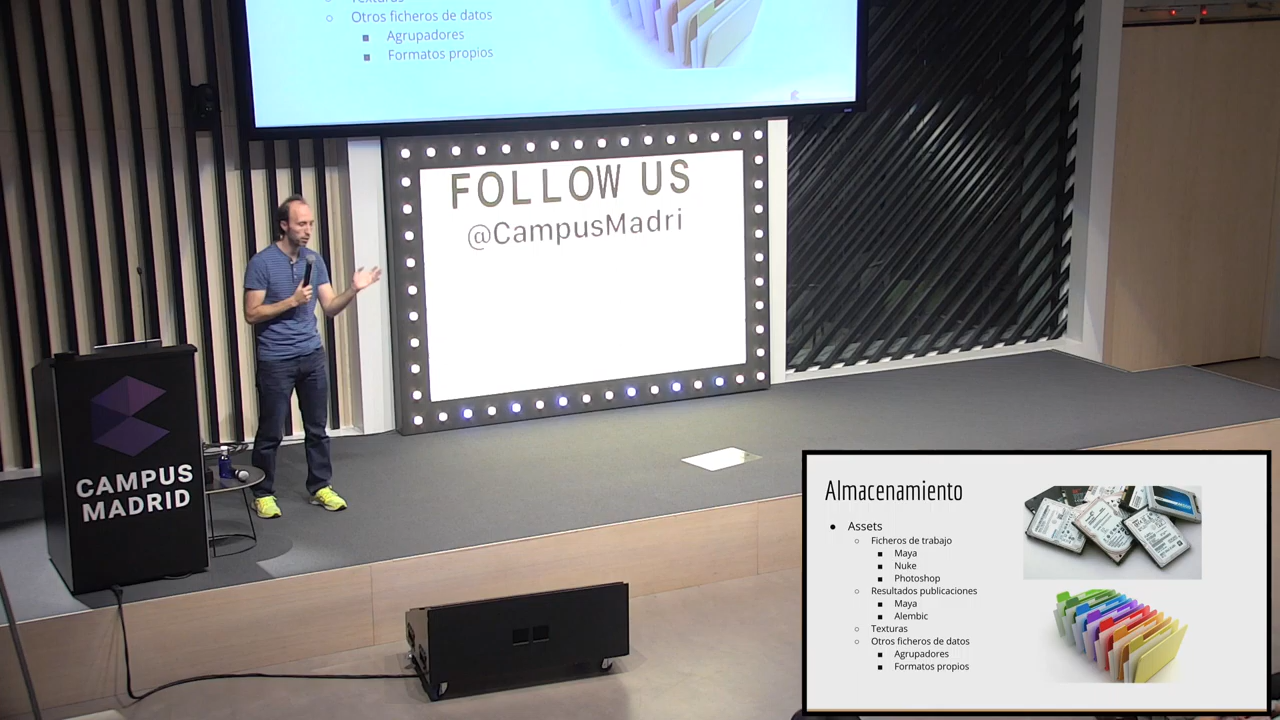 Otros ficheros de datos
Agrupadores
Formatos propios
FOLLOW US
@CampusMadri
CAMPUS
MADRID
Almacenamiento
Assets
Ficheros de trabajo
Maya
Nuke
Photoshop
Resultados publicaciones
Maya
Alembic
Texturas
Otros ficheros de datos
Agrupadores
Formatos propios